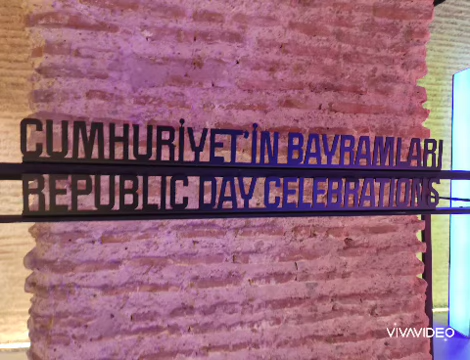 CUMHURİYET'İN BAYRAMLARI
REPUBLIC DAY CELEBRATIONS
VIVAVIDEO